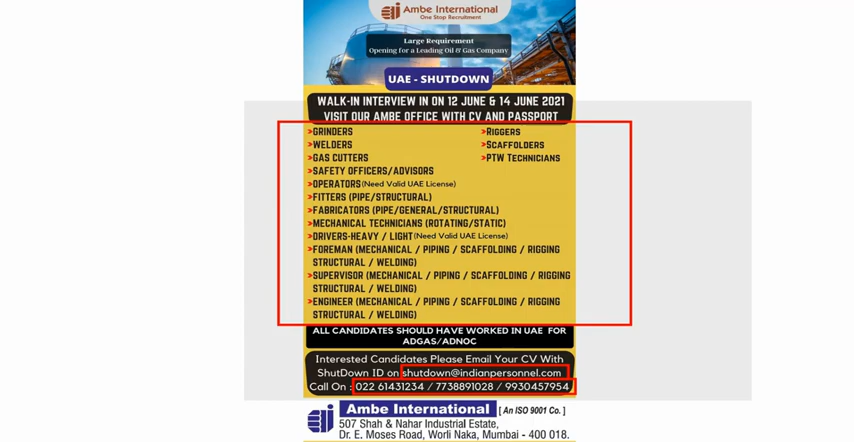 Ambe International
One Stop Recruitment
Large Requirement
Opening for a Leading Oil & Gas Company
UAE - SHUTDOWN
WALK-IN INTERVIEW IN ON 12 JUNE & 14 JUNE 2021
VISIT OUR AMBE OFFICE WITH CV AND PASSPORT
>GRINDERS
>WELDERS
>GAS CUTTERS
>SAFETY OFFICERS/ADVISORS
>OPERATORS(Need Valid UAE License)
>FITTERS (PIPE/STRUCTURAL)
>FABRICATORS (PIPE/GENERAL/STRUCTURAL)
>MECHANICAL TECHNICIANS (ROTATING/STATIC)
>DRIVERS-HEAVY / LIGHT(Need Valid UAE License)
>FOREMAN (MECHANICAL / PIPING / SCAFFOLDING / RIGGING
STRUCTURAL / WELDING)
>SUPERVISOR (MECHANICAL / PIPING / SCAFFOLDING / RIGGING
STRUCTURAL / WELDING)
>ENGINEER (MECHANICAL / PIPING / SCAFFOLDING / RIGGING
STRUCTURAL / WELDING)
>RIGGERS
>SCAFFOLDERS
>PTW TECHNICIANS
ALL CANDIDATES SHOULD HAVE WORKED IN UAE FOR
ADGAS/ADNOC
Interested Candidates Please Email Your CV With
ShutDown ID on shutdown@indianpersonnel.com
Call On : 022 61431234 / 7738891028 / 9930457954
Ambe International [ An ISO 9001 Co. ]
507 Shah & Nahar Industrial Estate,
Dr. E. Moses Road, Worli Naka, Mumbai - 400 018.